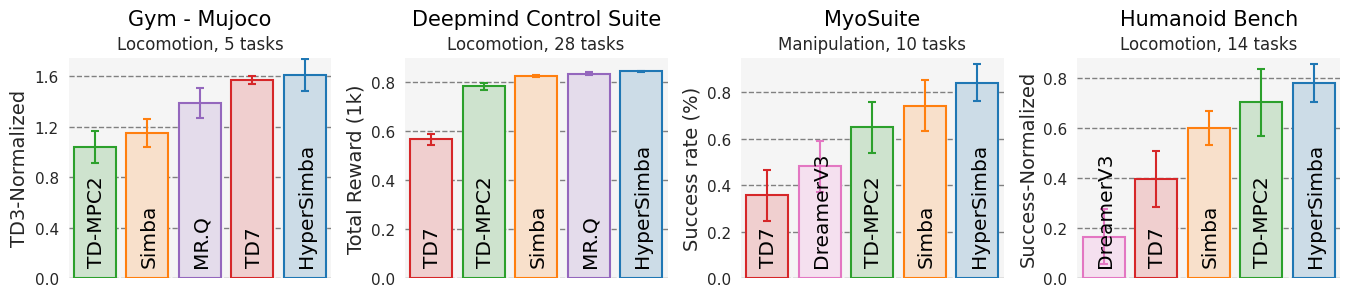 Gym - Mujoco
Locomotion, 5 tasks
TD3-Normalized
1.6
1.2
0.8
0.4
0.0
TD-MPC2
Simba
MR.Q
TD7
HyperSimba
Deepmind Control Suite
Locomotion, 28 tasks
Total Reward (1k)
0.8
0.6
0.4
0.2
0.0
TD7
TD-MPC2
Simba
MR.Q
HyperSimba
MyoSuite
Manipulation, 10 tasks
Success rate (%)
0.8
0.6
0.4
0.2
0.0
TD7
DreamerV3
TD-MPC2
Simba
HyperSimba
Humanoid Bench
Locomotion, 14 tasks
Success-Normalized
0.8
0.6
0.4
0.2
0.0
DreamerV3
TD7
Simba
TD-MPC2
HyperSimba